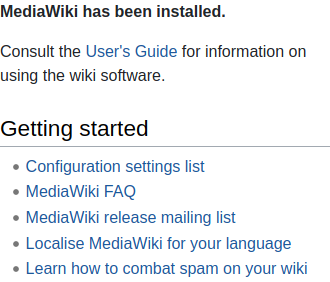 MediaWiki has been installed.
Consult the User's Guide for information on
using the wiki software.
Getting started
Configuration settings list
MediaWiki FAQ
MediaWiki release mailing list
Localise MediaWiki for your language
Learn how to combat spam on your wiki